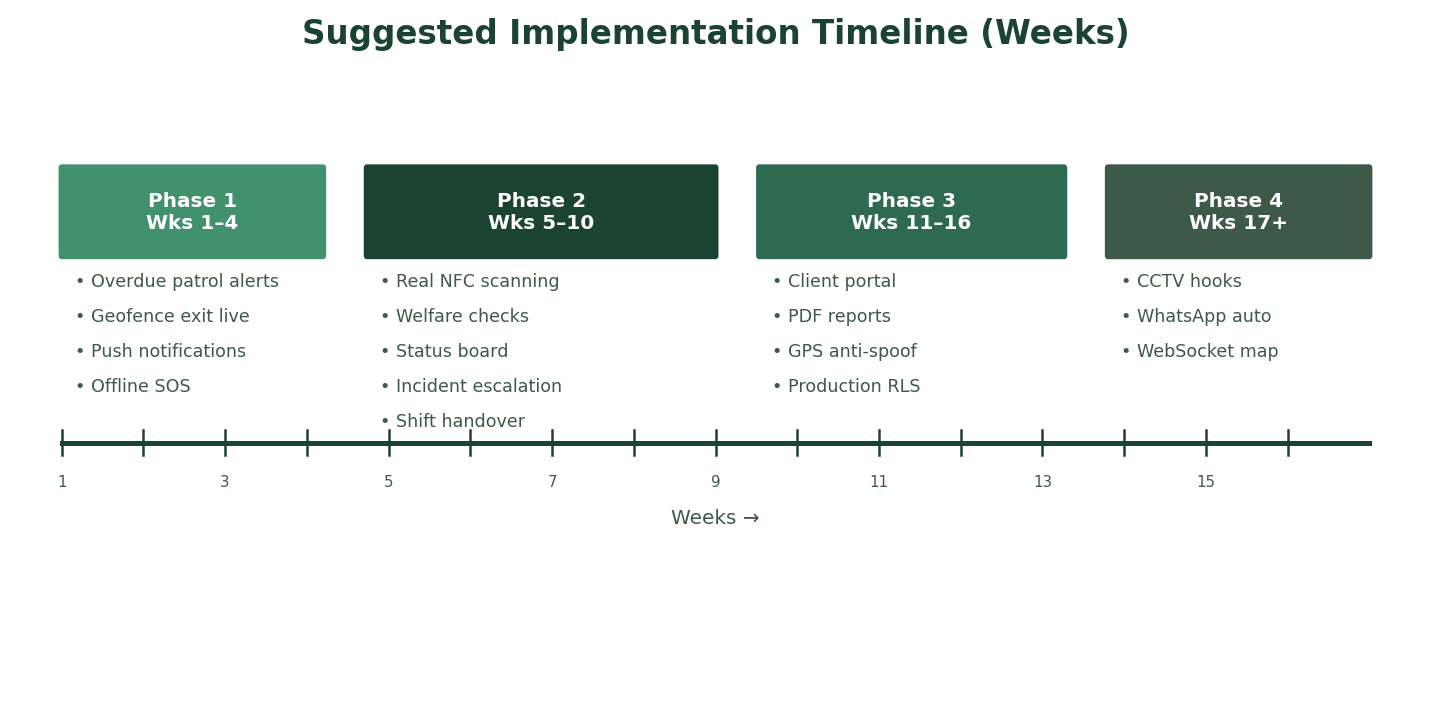 Suggested Implementation Timeline (Weeks)
Phase 1
Wks 1–4
• Overdue patrol alerts
• Geofence exit live
• Push notifications
• Offline SOS
Phase 2
Wks 5–10
• Real NFC scanning
• Welfare checks
• Status board
• Incident escalation
• Shift handover
Phase 3
Wks 11–16
• Client portal
• PDF reports
• GPS anti-spoof
• Production RLS
Phase 4
Wks 17+
• CCTV hooks
• WhatsApp auto
• WebSocket map
1 3 5 7 9 11 13 15
Weeks →